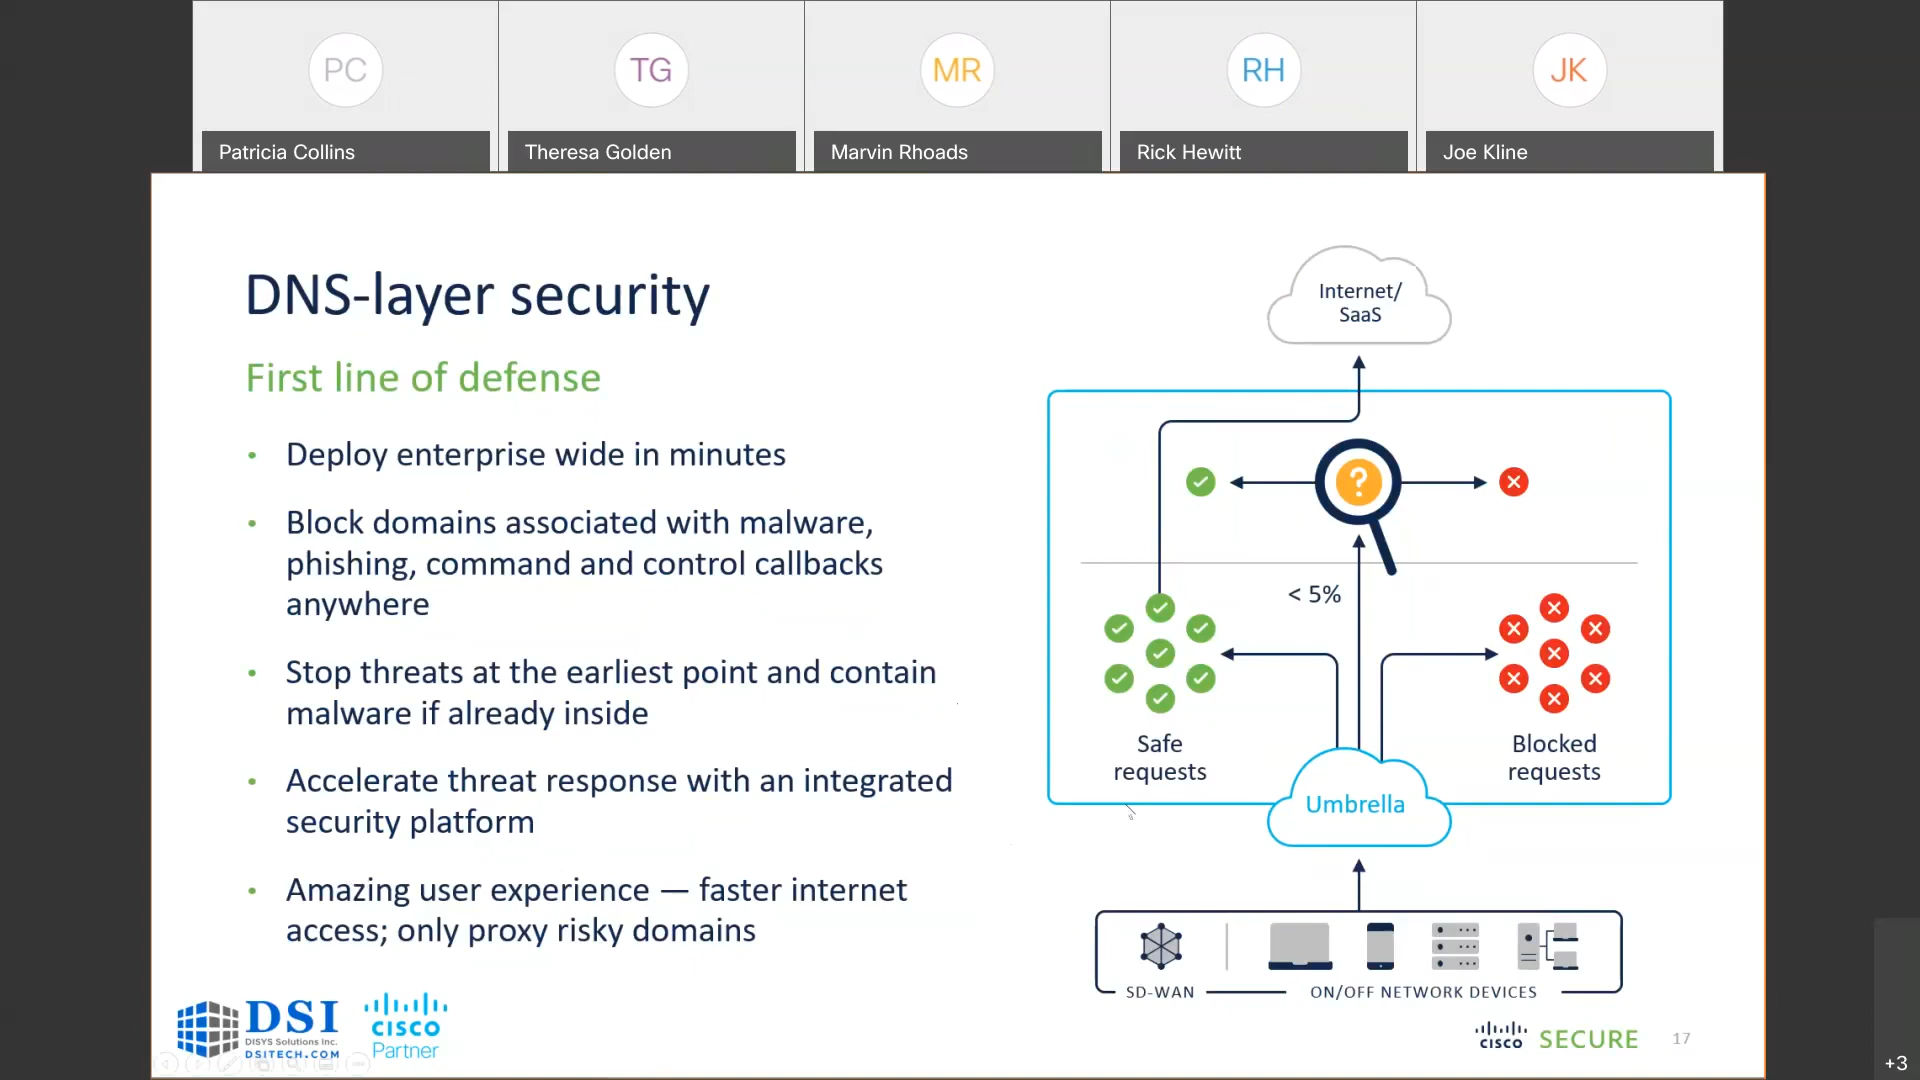 PC
TG
MR
RH
JK
Patricia Collins
Theresa Golden
Marvin Rhoads
Rick Hewitt
Joe Kline
DNS-layer security
First line of defense
• Deploy enterprise wide in minutes
• Block domains associated with malware,
phishing, command and control callbacks
anywhere
• Stop threats at the earliest point and contain
malware if already inside
• Accelerate threat response with an integrated
security platform
• Amazing user experience — faster internet
access; only proxy risky domains
Internet/
SaaS
?
< 5%
Safe
requests
Blocked
requests
Umbrella
SD-WAN
ON/OFF NETWORK DEVICES
DSI
DISYS Solutions Inc.
DSITECH.COM
CISCO
Partner
CISCO SECURE
17
+3